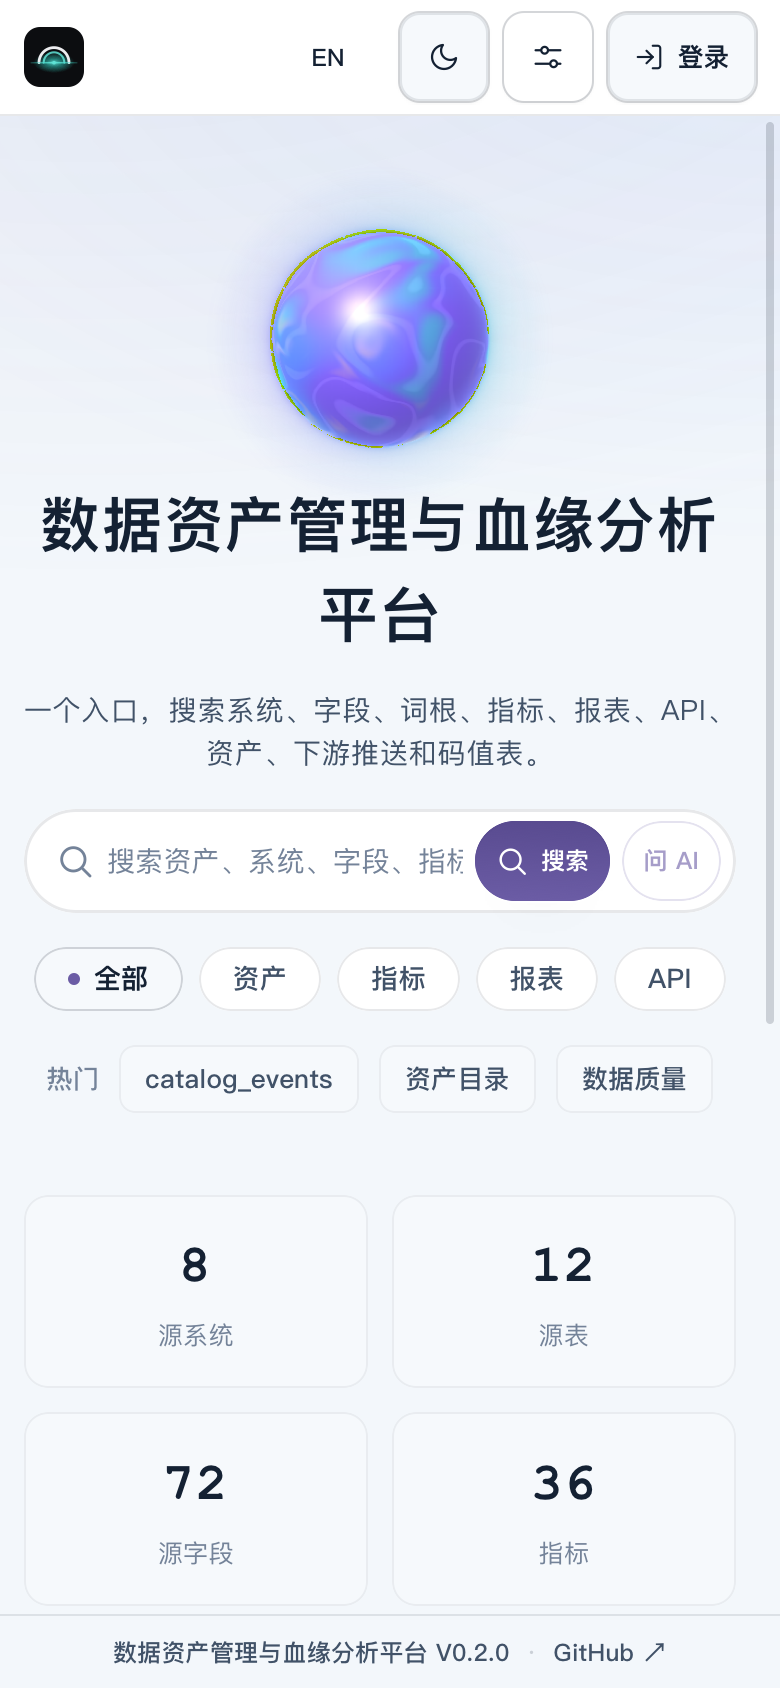 EN
登录
数据资产管理与血缘分析
平台
一个入口，搜索系统、字段、词根、指标、报表、API、
资产、下游推送和码值表。
搜索资产、系统、字段、指标
搜索
问 AI
全部
资产
指标
报表
API
热门
catalog_events
资产目录
数据质量
8
源系统
12
源表
72
源字段
36
指标
数据资产管理与血缘分析平台 V0.2.0 · GitHub ↗